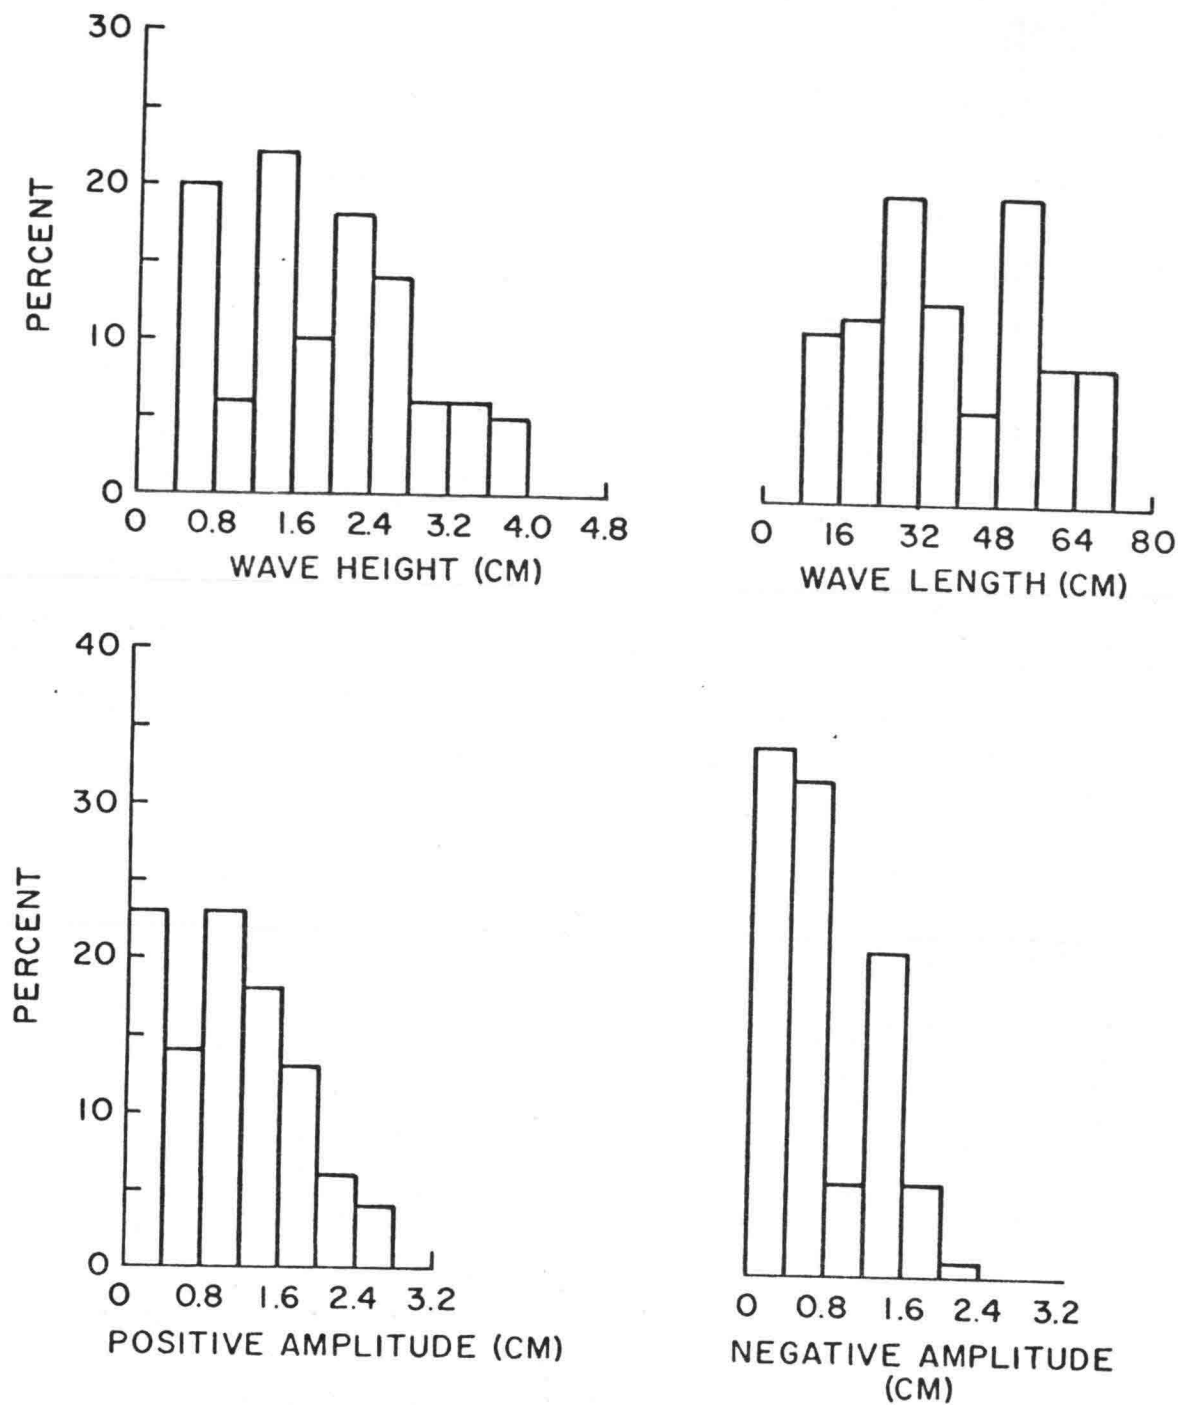 30
20
10
0
PERCENT
0 0.8 1.6 2.4 3.2 4.0 4.8
WAVE HEIGHT (CM)
0 16 32 48 64 80
WAVE LENGTH (CM)
40
30
20
10
0
PERCENT
0 0.8 1.6 2.4 3.2
POSITIVE AMPLITUDE (CM)
0 0.8 1.6 2.4 3.2
NEGATIVE AMPLITUDE
(CM)